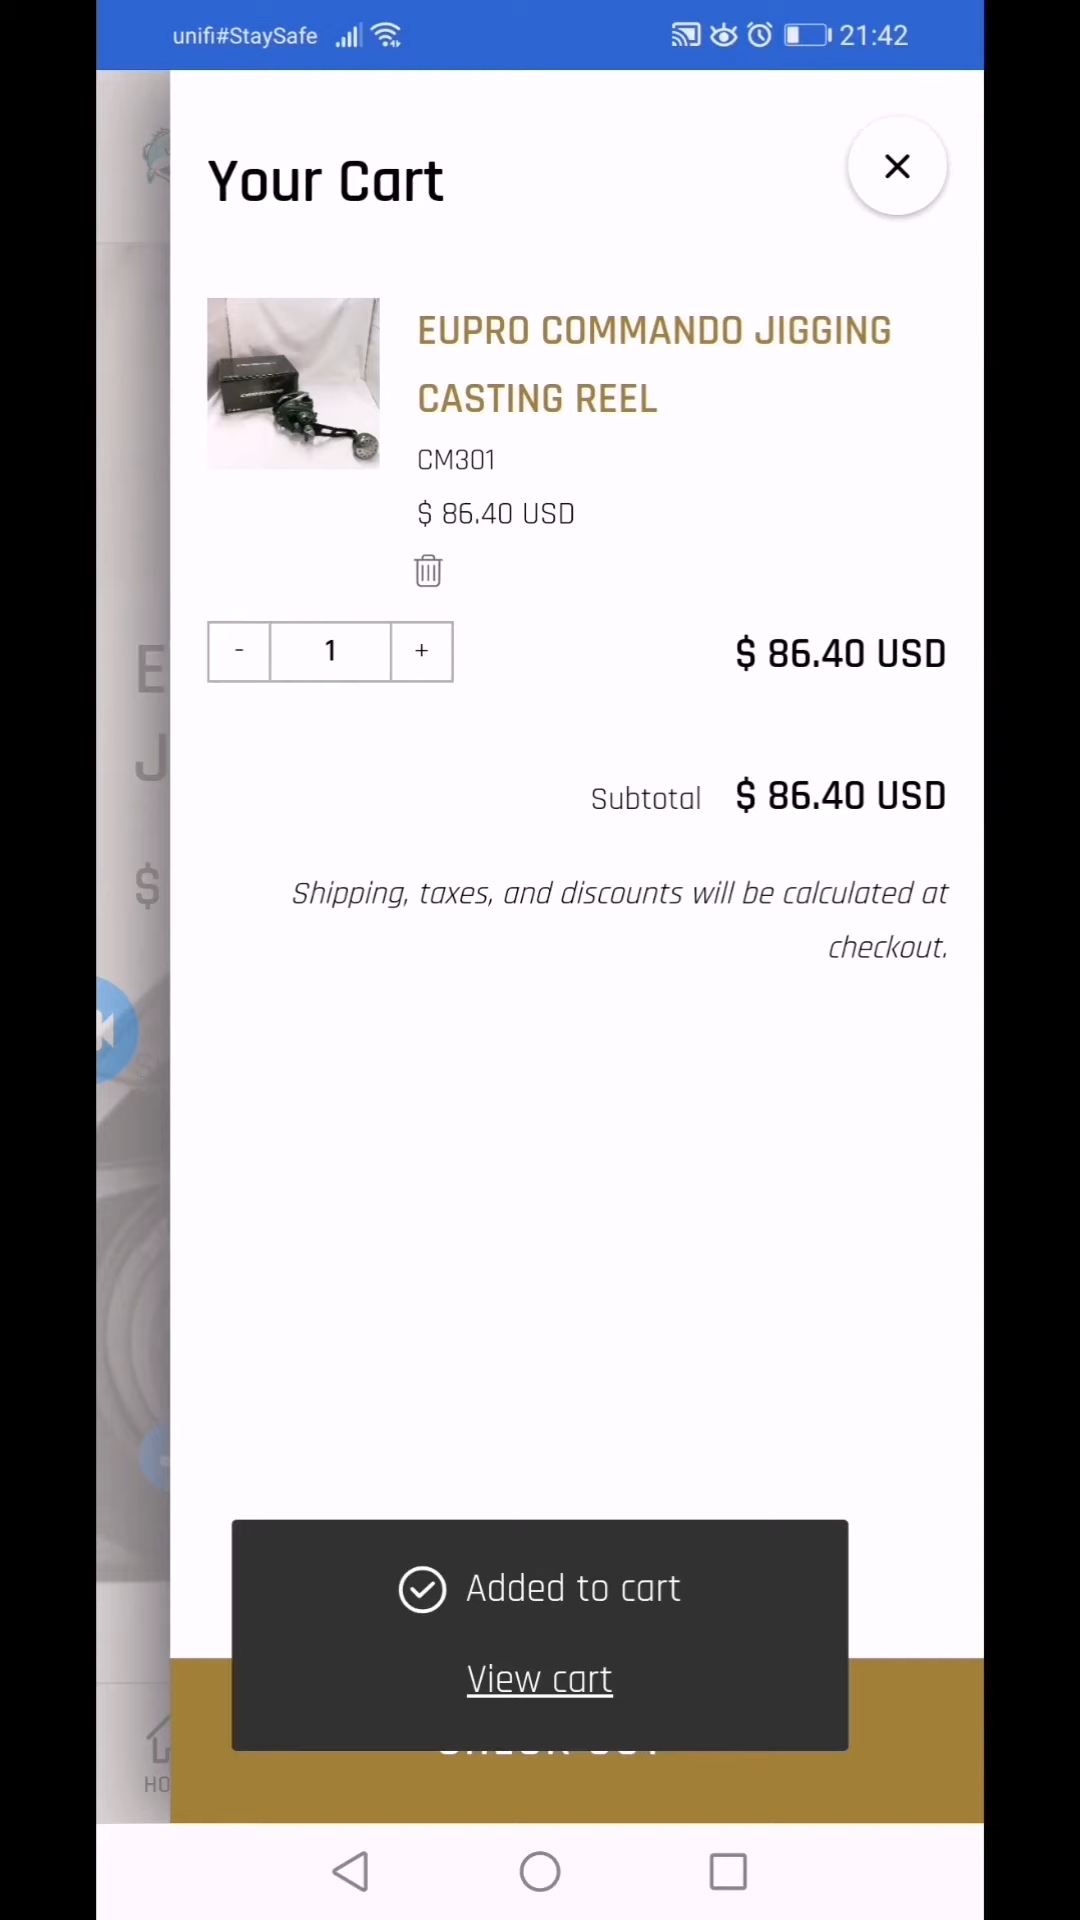 unifi#StaySafe 21:42
Your Cart
EUPRO COMMANDO JIGGING
CASTING REEL
CM301
$ 86.40 USD
- 1 + $ 86.40 USD
Subtotal $ 86.40 USD
Shipping, taxes, and discounts will be calculated at
checkout.
E
J
$
Added to cart
View cart
HO